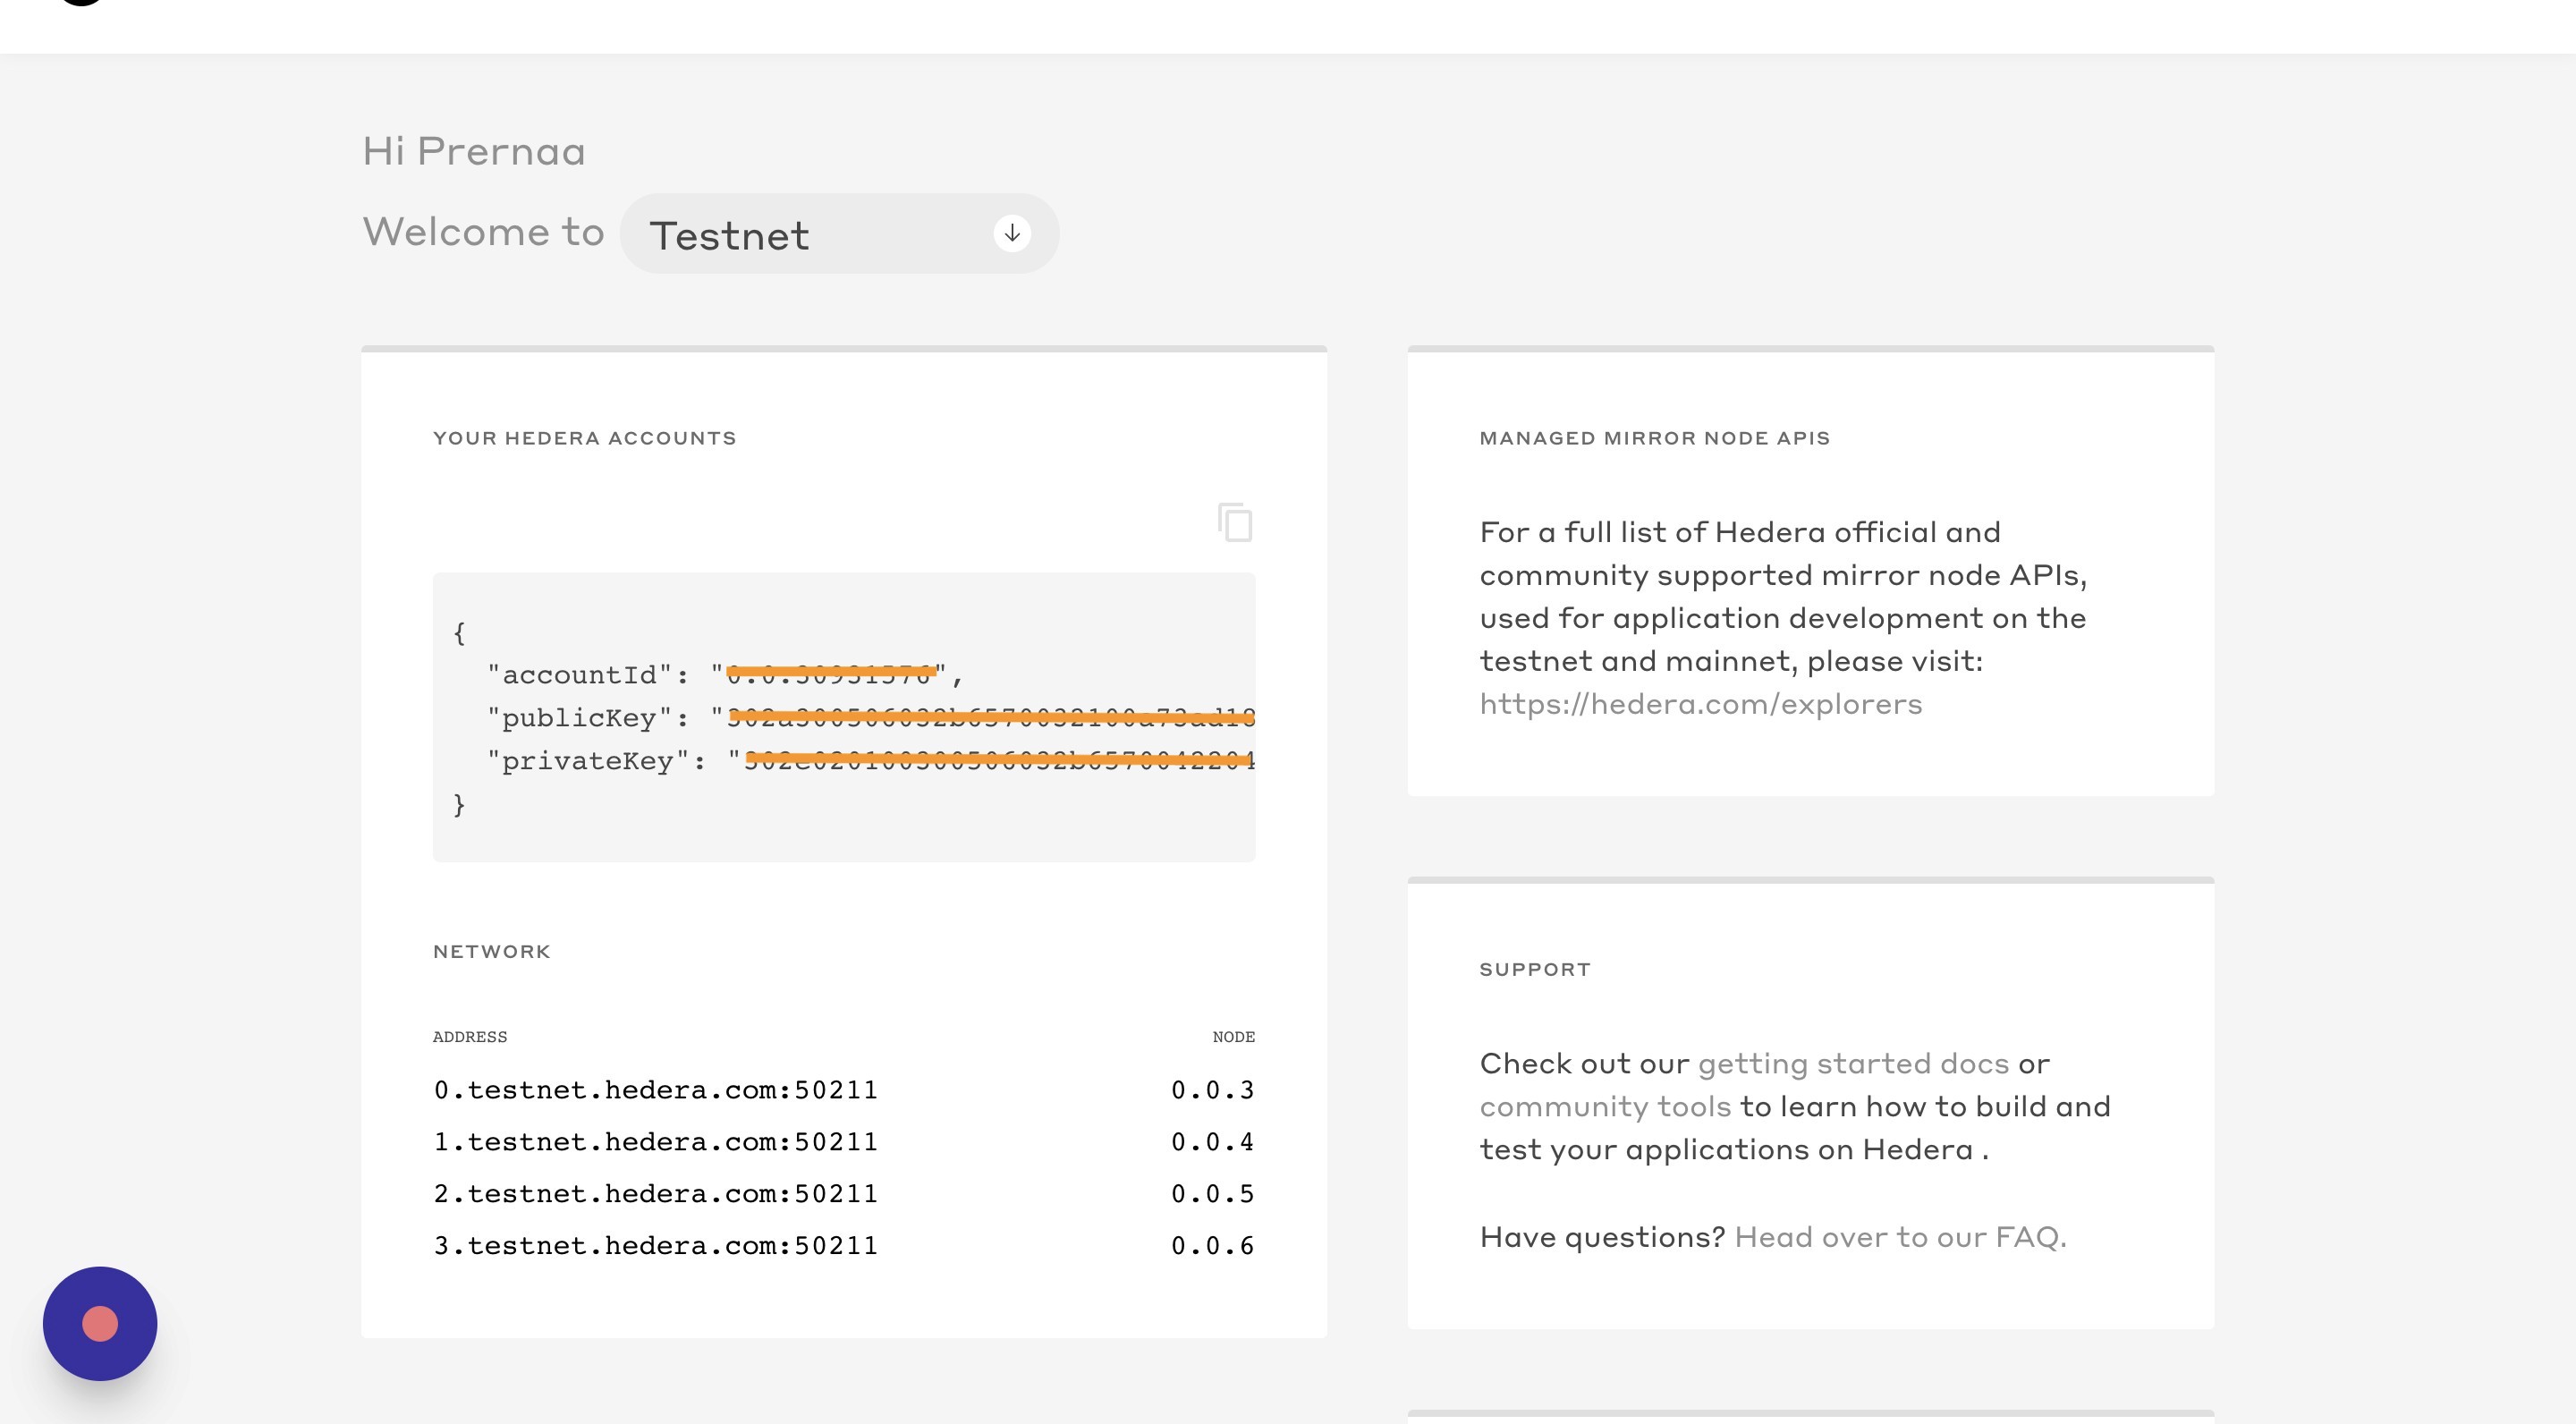 Hi Prernaa
Welcome to Testnet
YOUR HEDERA ACCOUNTS
{
"accountId": "",
"publicKey": "
"privateKey": "
}
NETWORK
ADDRESS NODE
0.testnet.hedera.com:50211 0.0.3
1.testnet.hedera.com:50211 0.0.4
2.testnet.hedera.com:50211 0.0.5
3.testnet.hedera.com:50211 0.0.6
MANAGED MIRROR NODE APIS
For a full list of Hedera official and
community supported mirror node APIs,
used for application development on the
testnet and mainnet, please visit:
https://hedera.com/explorers
SUPPORT
Check out our getting started docs or
community tools to learn how to build and
test your applications on Hedera .
Have questions? Head over to our FAQ.